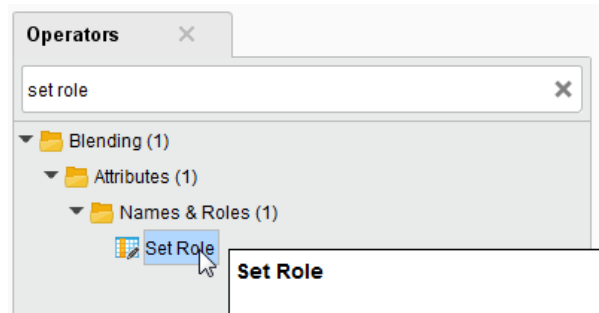 Operators
set role
Blending (1)
Attributes (1)
Names & Roles (1)
Set Role
Set Role